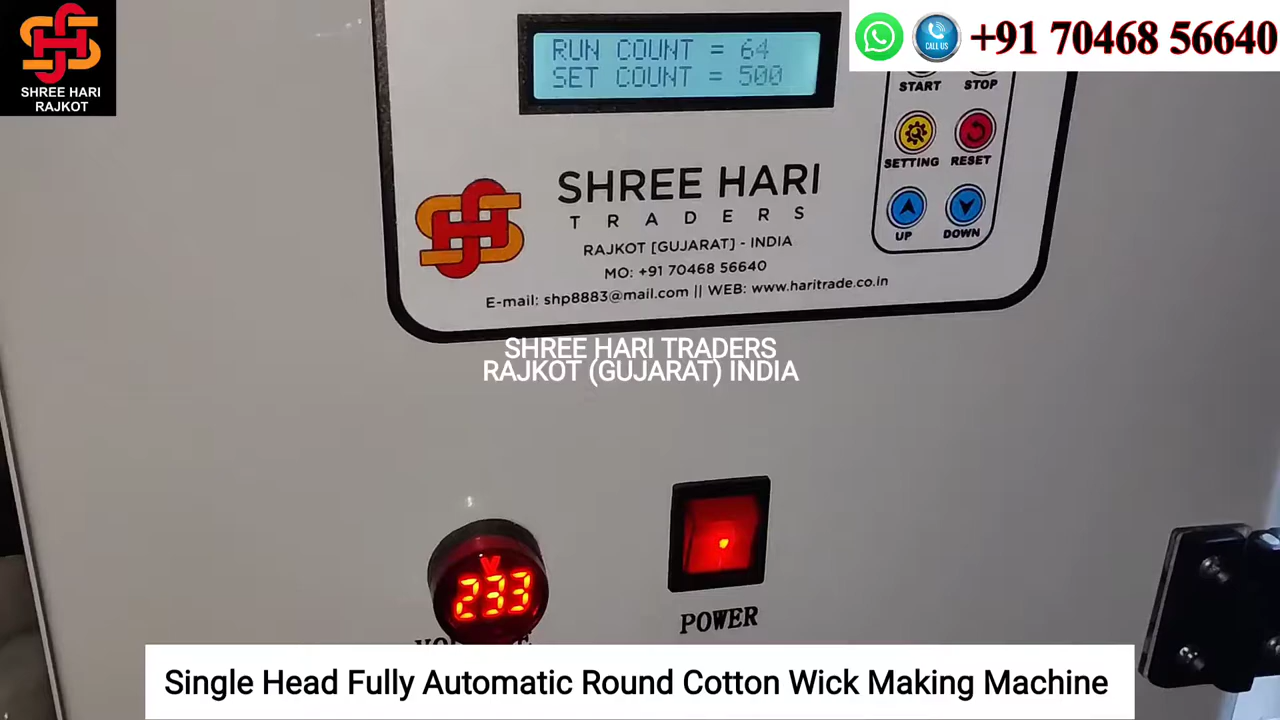 SHREE HARI
RAJKOT
RUN COUNT = 64
SET COUNT = 500
CALL US
+91 70468 56640
START STOP
SETTING RESET
UP DOWN
SHREE HARI
TRADERS
RAJKOT [GUJARAT] - INDIA
MO: +91 70468 56640
E-mail: shp8883@mail.com || WEB: www.haritrade.co.in
SHREE HARI TRADERS
RAJKOT (GUJARAT) INDIA
V
233
POWER
Single Head Fully Automatic Round Cotton Wick Making Machine